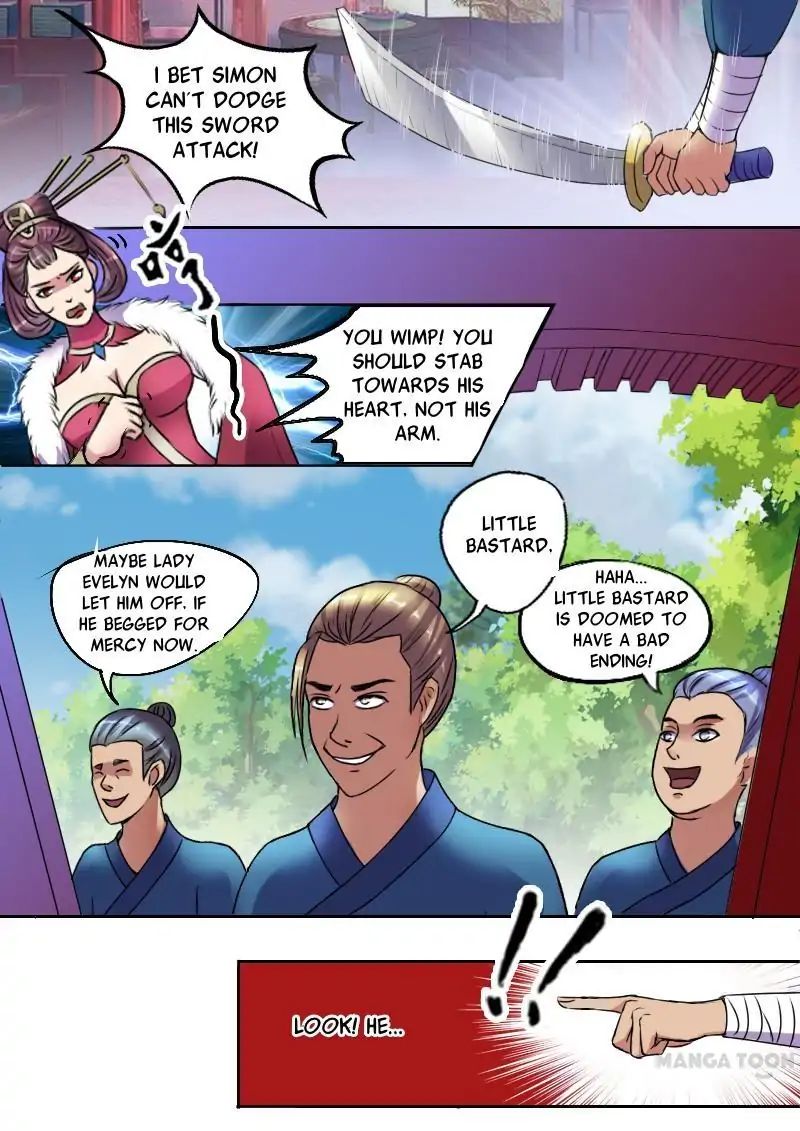 I BET SIMON
CAN'T DODGE
THIS SWORD
ATTACK!
YOU WIMP! YOU
SHOULD STAB
TOWARDS HIS
HEART. NOT HIS
ARM.
LITTLE
BASTARD.
MAYBE LADY
EVELYN WOULD
LET HIM OFF. IF
HE BEGGED FOR
MERCY NOW.
HAHA...
LITTLE BASTARD
IS DOOMED TO
HAVE A BAD
ENDING!
!!
LOOK! HE...
MANGA TOON